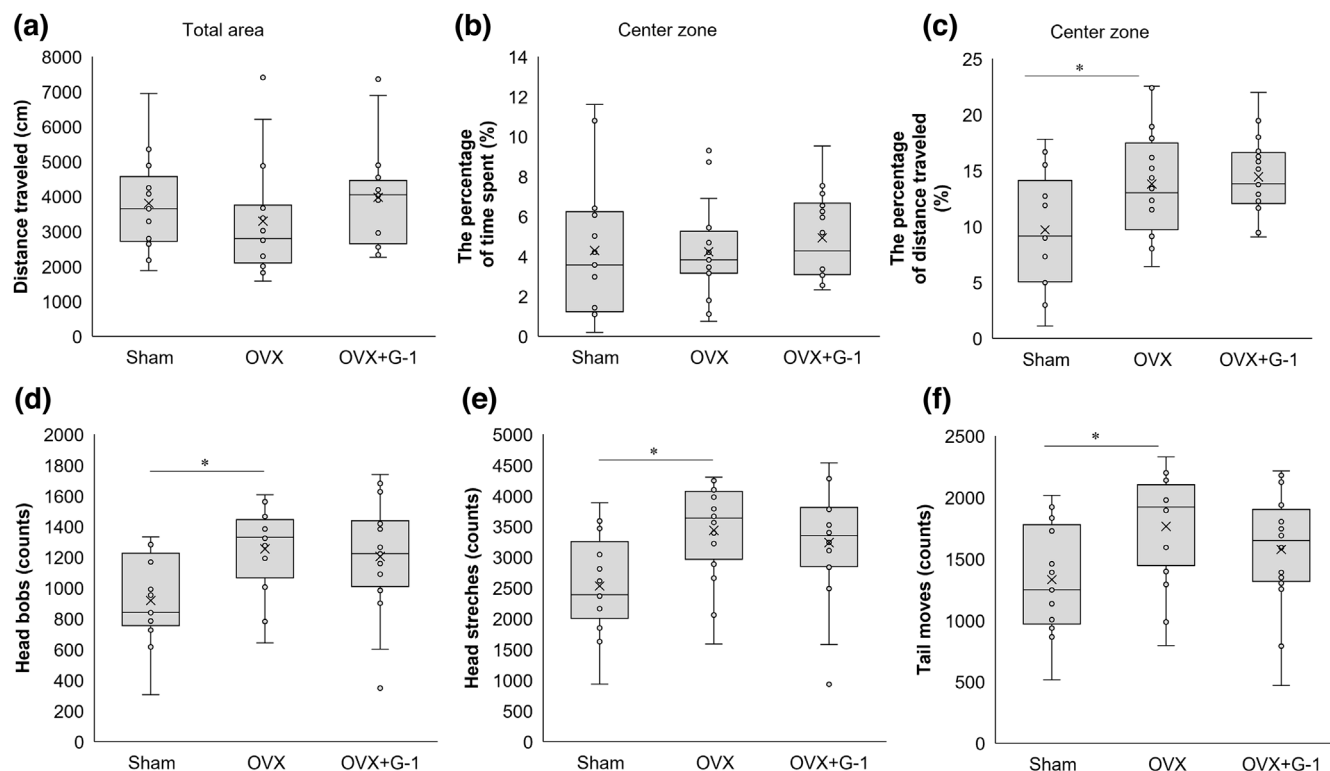 (a)
Total area
Distance traveled (cm)
8000
7000
6000
5000
4000
3000
2000
1000
0
Sham OVX OVX+G-1
(b)
Center zone
The prcentage
of time spent (%)
14
12
10
8
6
4
2
0
Sham OVX OVX+G-1
(c)
Center zone
The percentage
of distance traveled
(%)
25
20
15
10
5
0
*
Sham OVX OVX+G-1
(d)
Head bobs (counts)
2000
1800
1600
1400
1200
1000
800
600
400
200
0
*
Sham OVX OVX+G-1
(e)
Head streches (counts)
5000
4500
4000
3500
3000
2500
2000
1500
1000
500
0
*
Sham OVX OVX+G-1
(f)
Tail moves (counts)
2500
2000
1500
1000
500
0
*
Sham OVX OVX+G-1